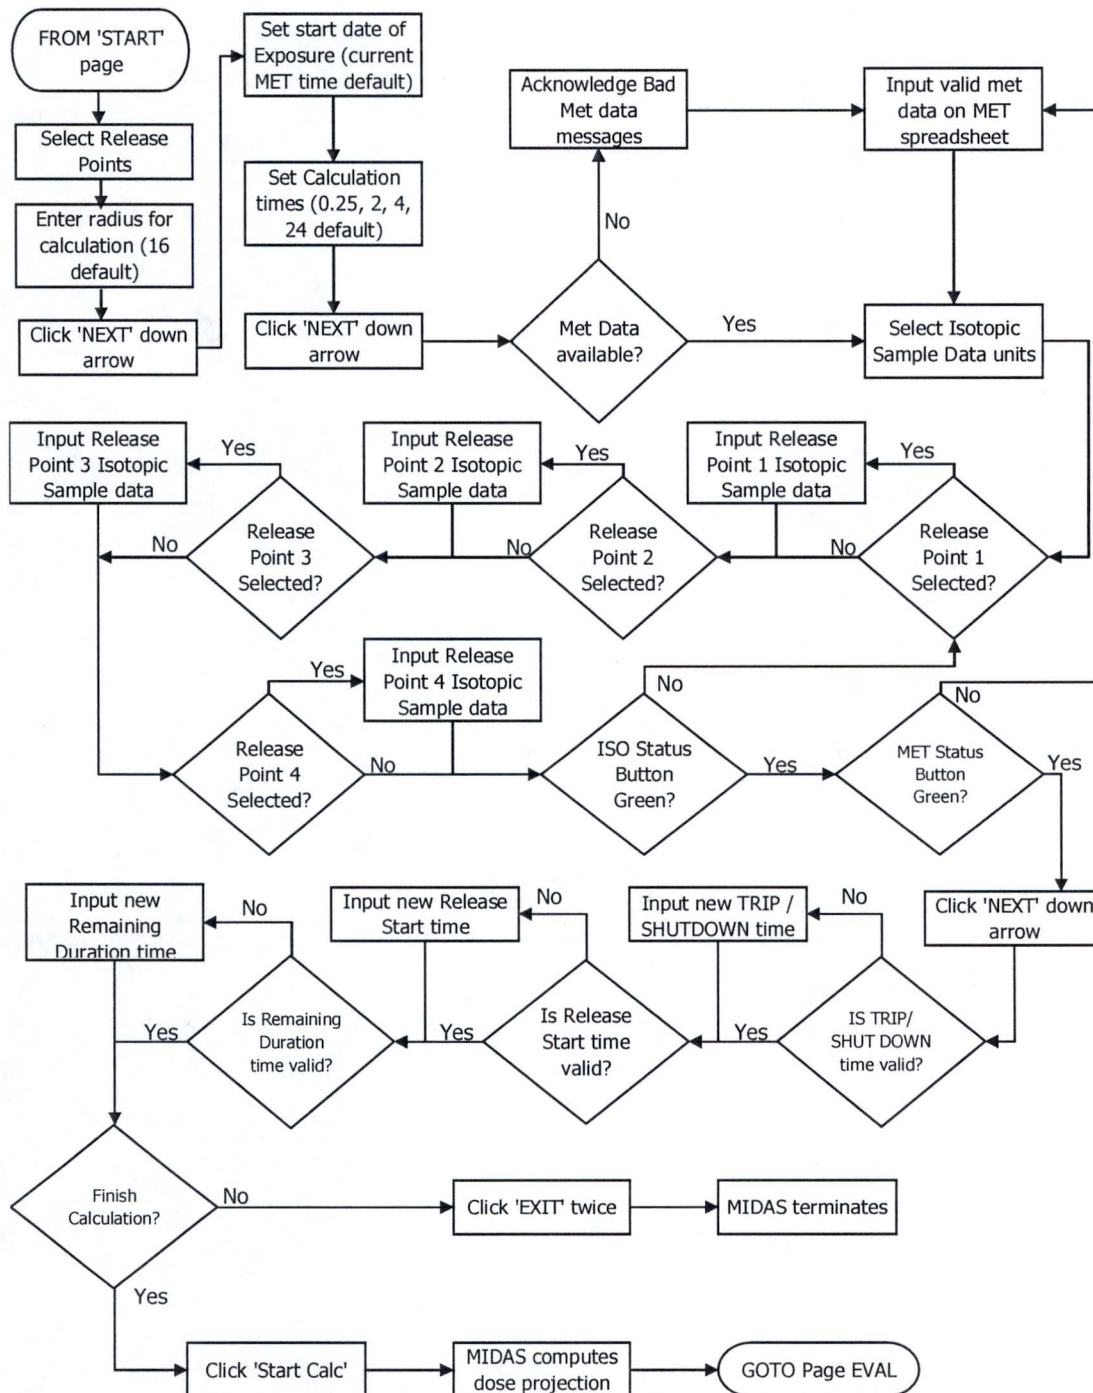 FROM 'START'
page
Select Release
Points
Enter radius for
calculation (16
default)
Click 'NEXT' down
arrow
Set start date of
Exposure (current
MET time default)
Set Calculation
times (0.25, 2, 4,
24 default)
Click 'NEXT' down
arrow
Met Data
available?
No
Acknowledge Bad
Met data
messages
Input valid met
data on MET
spreadsheet
Yes
Select Isotopic
Sample Data units
Release
Point 1
Selected?
Yes
Input Release
Point 1 Isotopic
Sample data
No
Release
Point 2
Selected?
Yes
Input Release
Point 2 Isotopic
Sample data
No
Release
Point 3
Selected?
Yes
Input Release
Point 3 Isotopic
Sample data
No
Release
Point 4
Selected?
Yes
Input Release
Point 4 Isotopic
Sample data
No
ISO Status
Button
Green?
No
Yes
MET Status
Button
Green?
No
Yes
Click 'NEXT' down
arrow
IS TRIP/
SHUT DOWN
time valid?
No
Input new TRIP /
SHUTDOWN time
Yes
Is Release
Start time
valid?
No
Input new Release
Start time
Yes
Is Remaining
Duration
time valid?
No
Input new
Remaining
Duration time
Yes
Finish
Calculation?
No
Click 'EXIT' twice
MIDAS terminates
Yes
Click 'Start Calc'
MIDAS computes
dose projection
GOTO Page EVAL